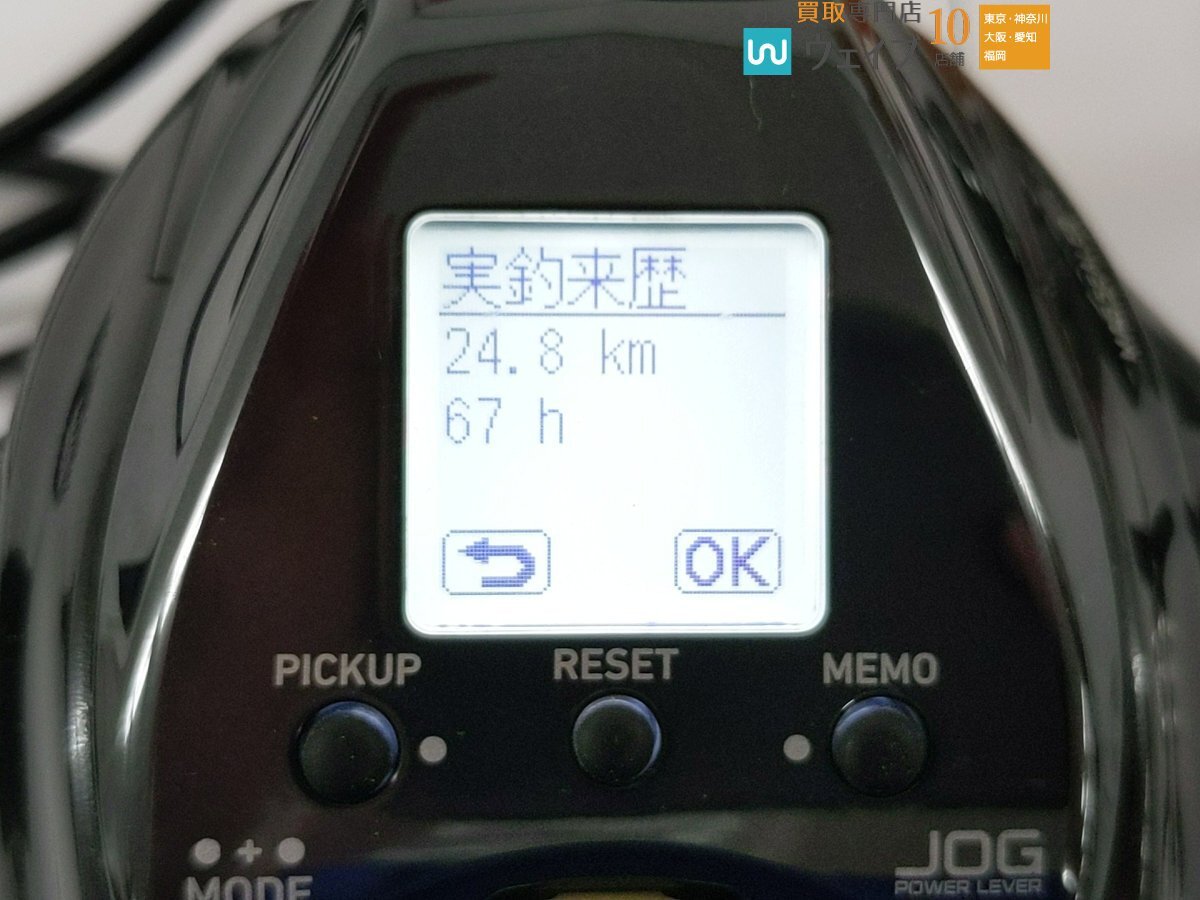 買取専門店
ウェイブ
10
店舗
東京・神奈川
大阪・愛知
福岡
実釣来歴
24.8 km
67 h
OK
PICKUP
RESET
MEMO
+
MODE
JOG
POWER LEVER